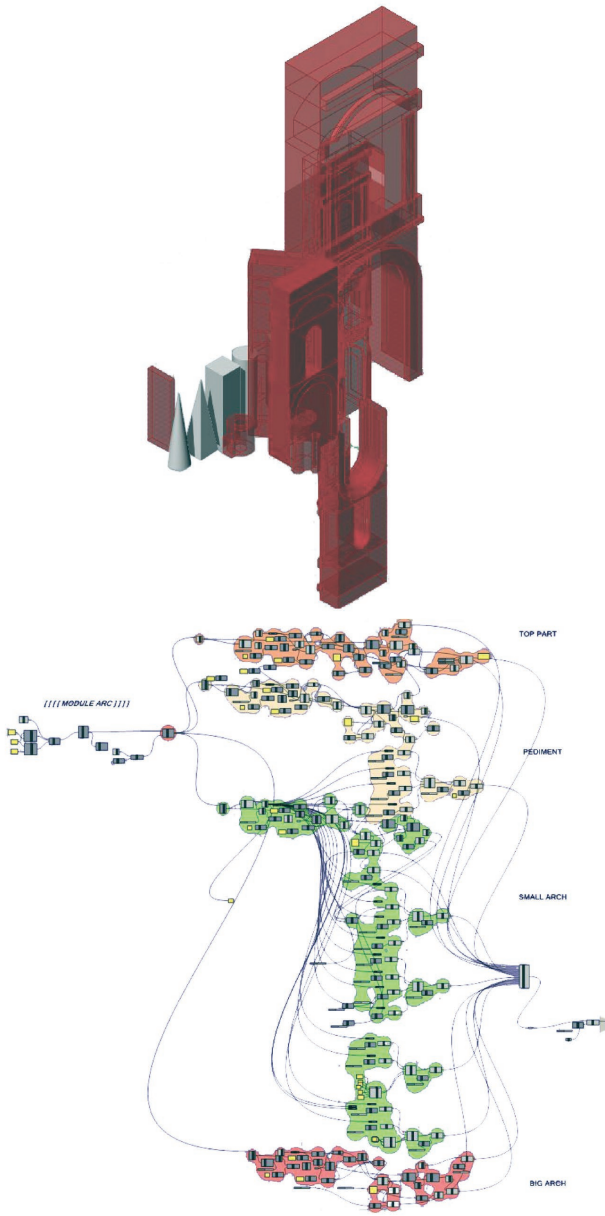 TOP PART
[ [ [ [ MODULE ARC ] ] ] ]
PEDIMENT
SMALL ARCH
BIG ARCH